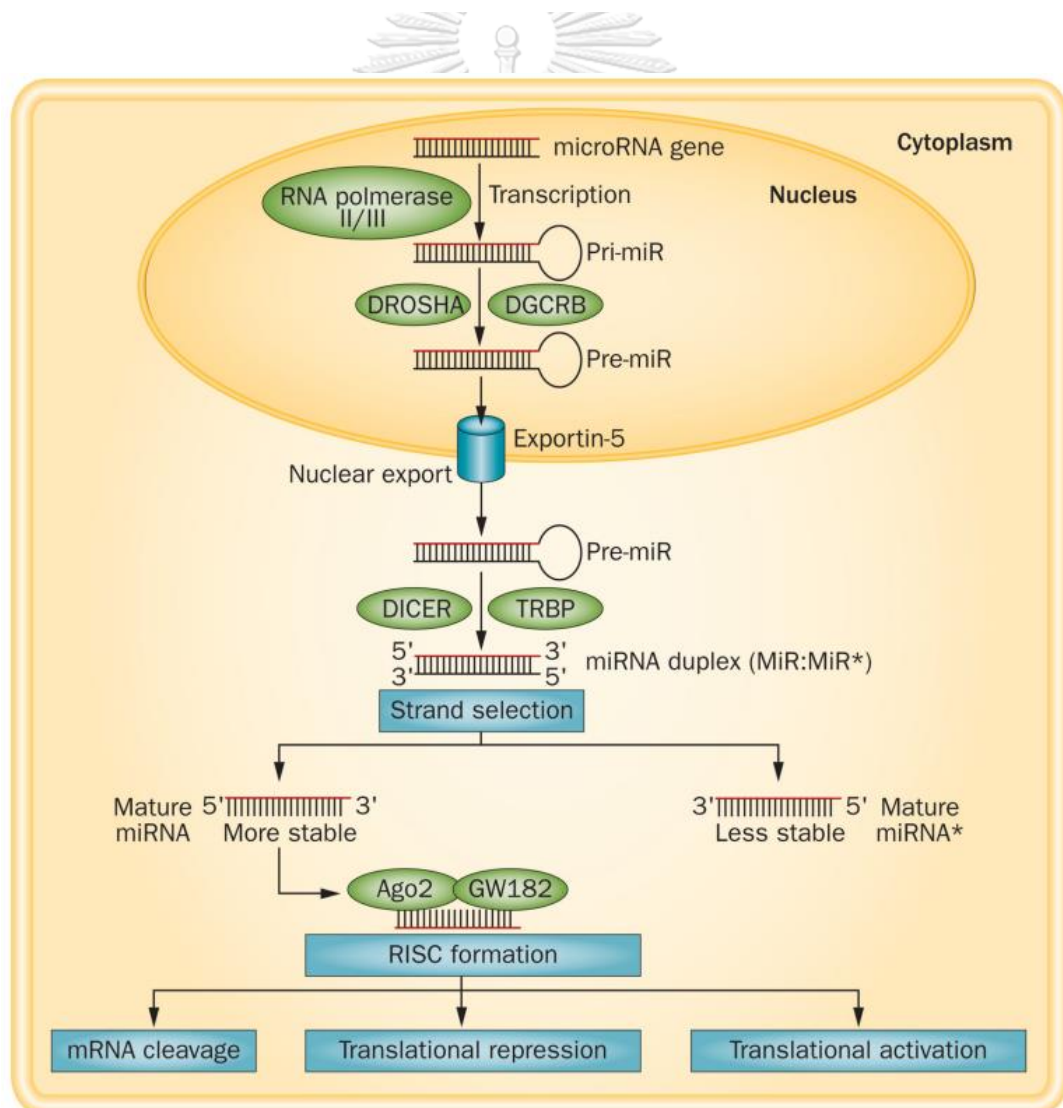 Cytoplasm
microRNA gene
Nucleus
RNA polmerase
II/III
Transcription
Pri-miR
DROSHA
DGCRB
Pre-miR
Exportin-5
Nuclear export
Pre-miR
DICER
TRBP
5' 3'
3' 5'
miRNA duplex (MiR:MiR*)
Strand selection
Mature 5' 3'
miRNA More stable
3' 5' Mature
Less stable miRNA*
Ago2
GW182
RISC formation
mRNA cleavage
Translational repression
Translational activation